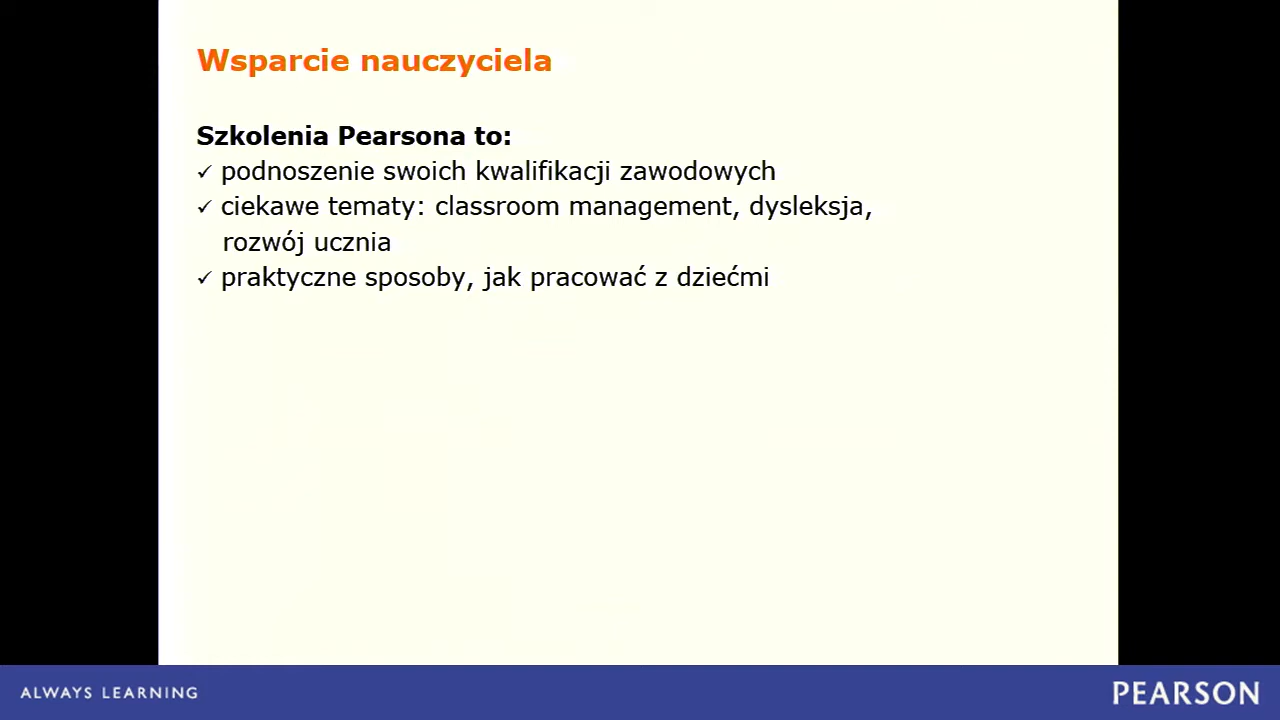 Wsparcie nauczyciela
Szkolenia Pearsona to:
✓ podnoszenie swoich kwalifikacji zawodowych
✓ ciekawe tematy: classroom management, dysleksja,
rozwój ucznia
✓ praktyczne sposoby, jak pracować z dziećmi
ALWAYS LEARNING
PEARSON